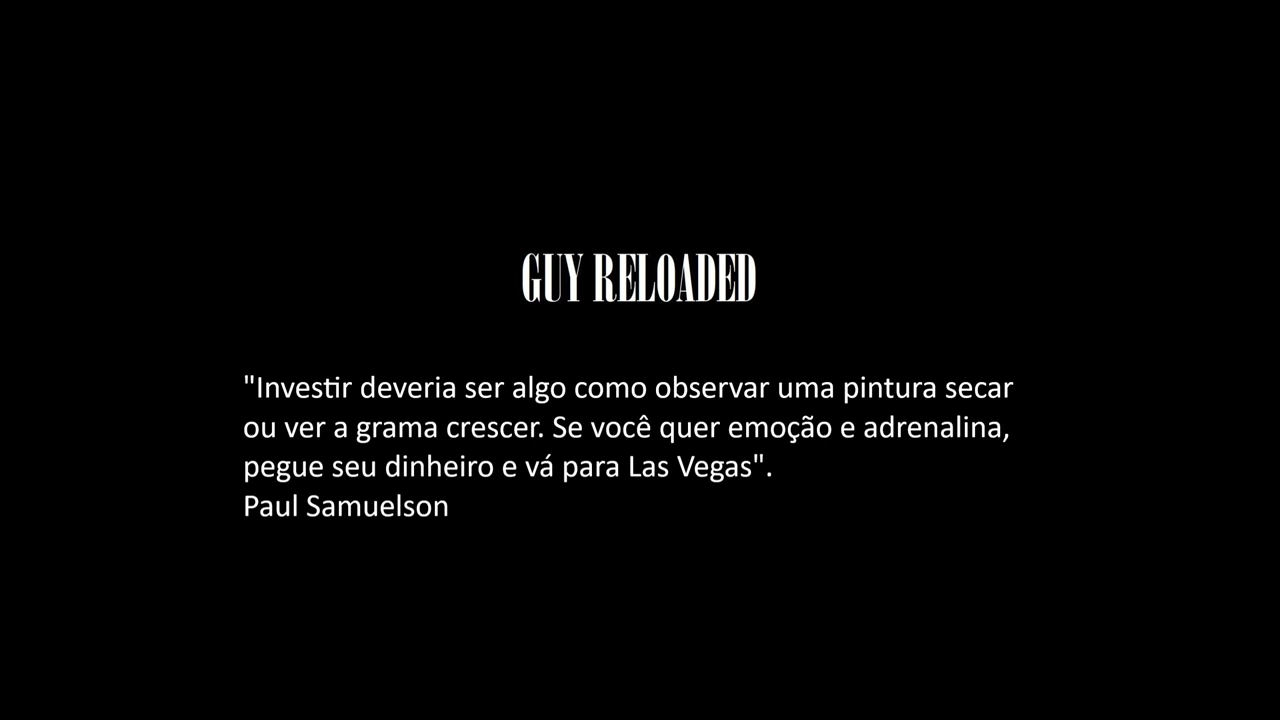 GUY RELOADED
"Investir deveria ser algo como observar uma pintura secar
ou ver a grama crescer. Se você quer emoção e adrenalina,
pegue seu dinheiro e vá para Las Vegas".
Paul Samuelson